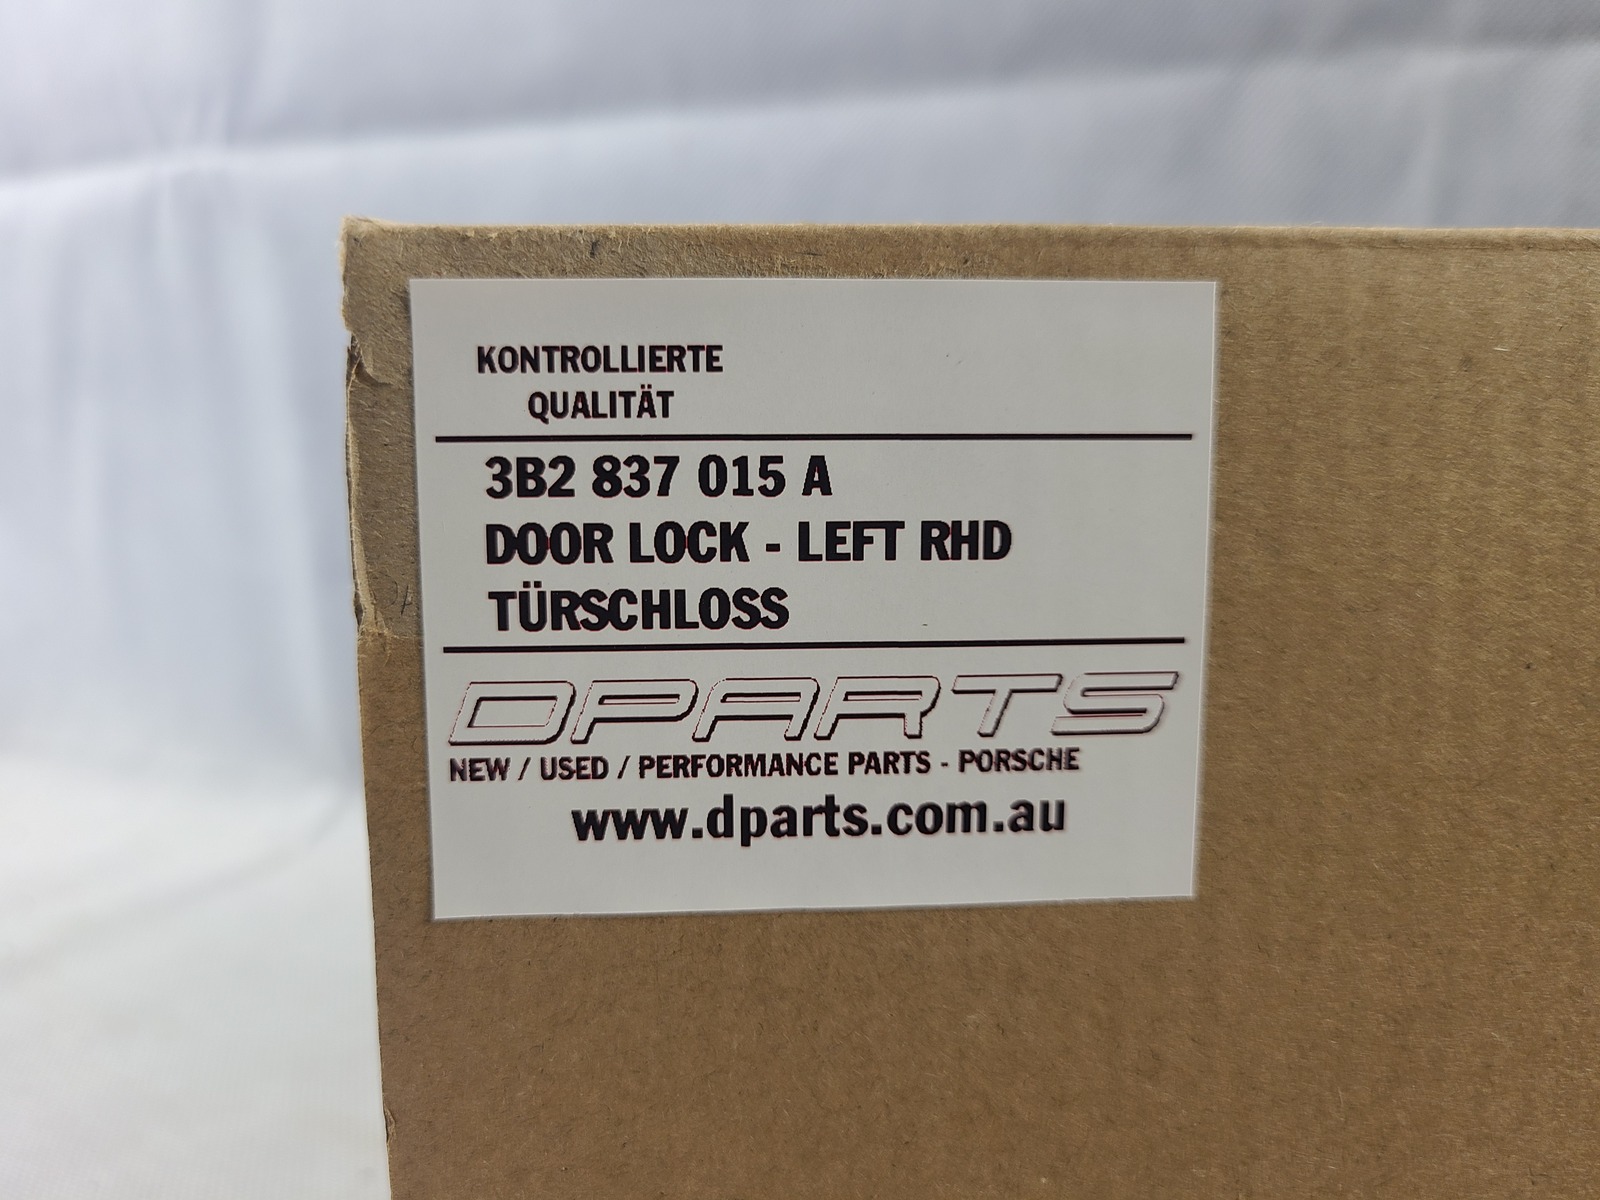 KONTROLLIERTE
QUALITÄT
3B2 837 015 A
DOOR LOCK - LEFT RHD
TÜRSCHLOSS
DPARTS
NEW / USED / PERFORMANCE PARTS - PORSCHE
www.dparts.com.au